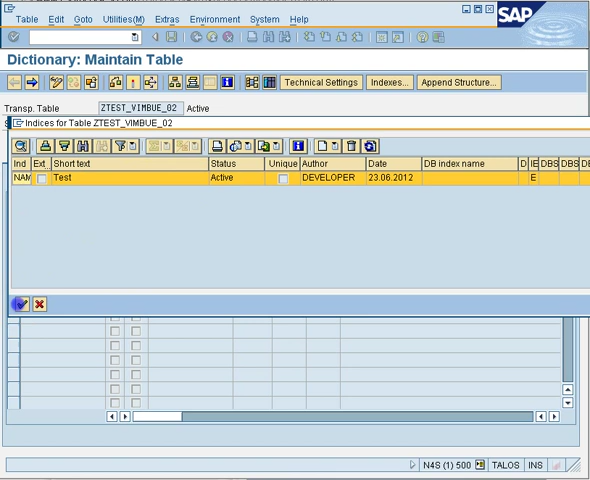 Table Edit Goto Utilities(M) Extras Environment System Help
SAP
Dictionary: Maintain Table
Technical Settings Indexes... Append Structure...
Transp. Table ZTEST_VIMBUE_02 Active
Indices for Table ZTEST_VIMBUE_02
Ind Ext... Short text Status Unique Author Date DB index name D IE DBS DBS DE
NAM Test Active DEVELOPER 23.06.2012 E
N4S (1) 500 TALOS INS